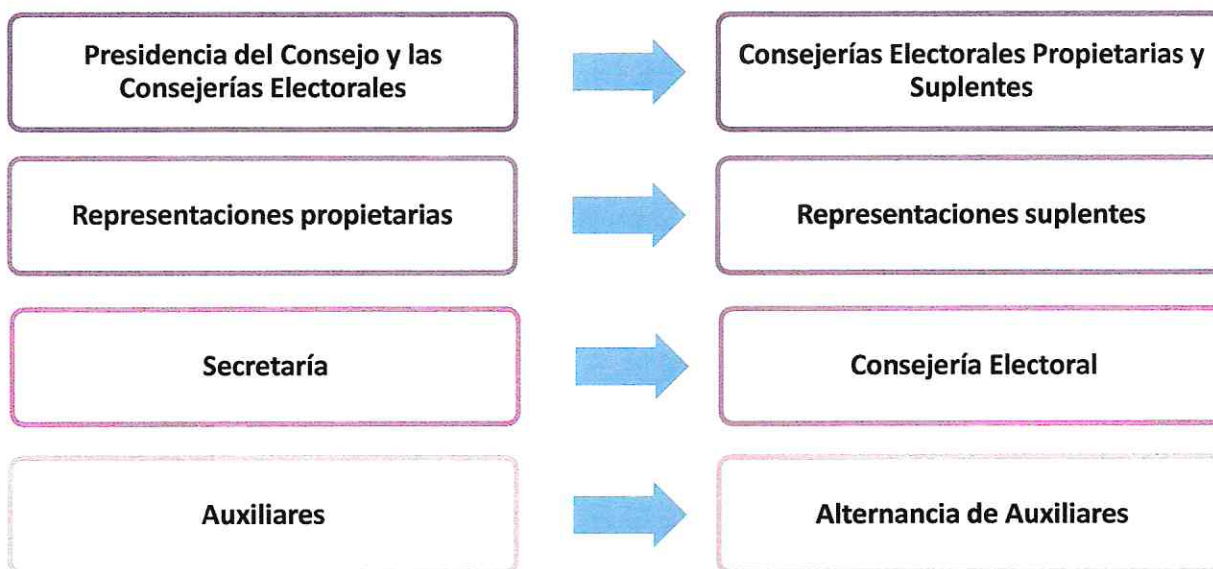 Presidencia del Consejo y las
Consejerías Electorales
Consejerías Electorales Propietarias y
Suplentes
Representaciones propietarias
Representaciones suplentes
Secretaría
Consejería Electoral
Auxiliares
Alternancia de Auxiliares